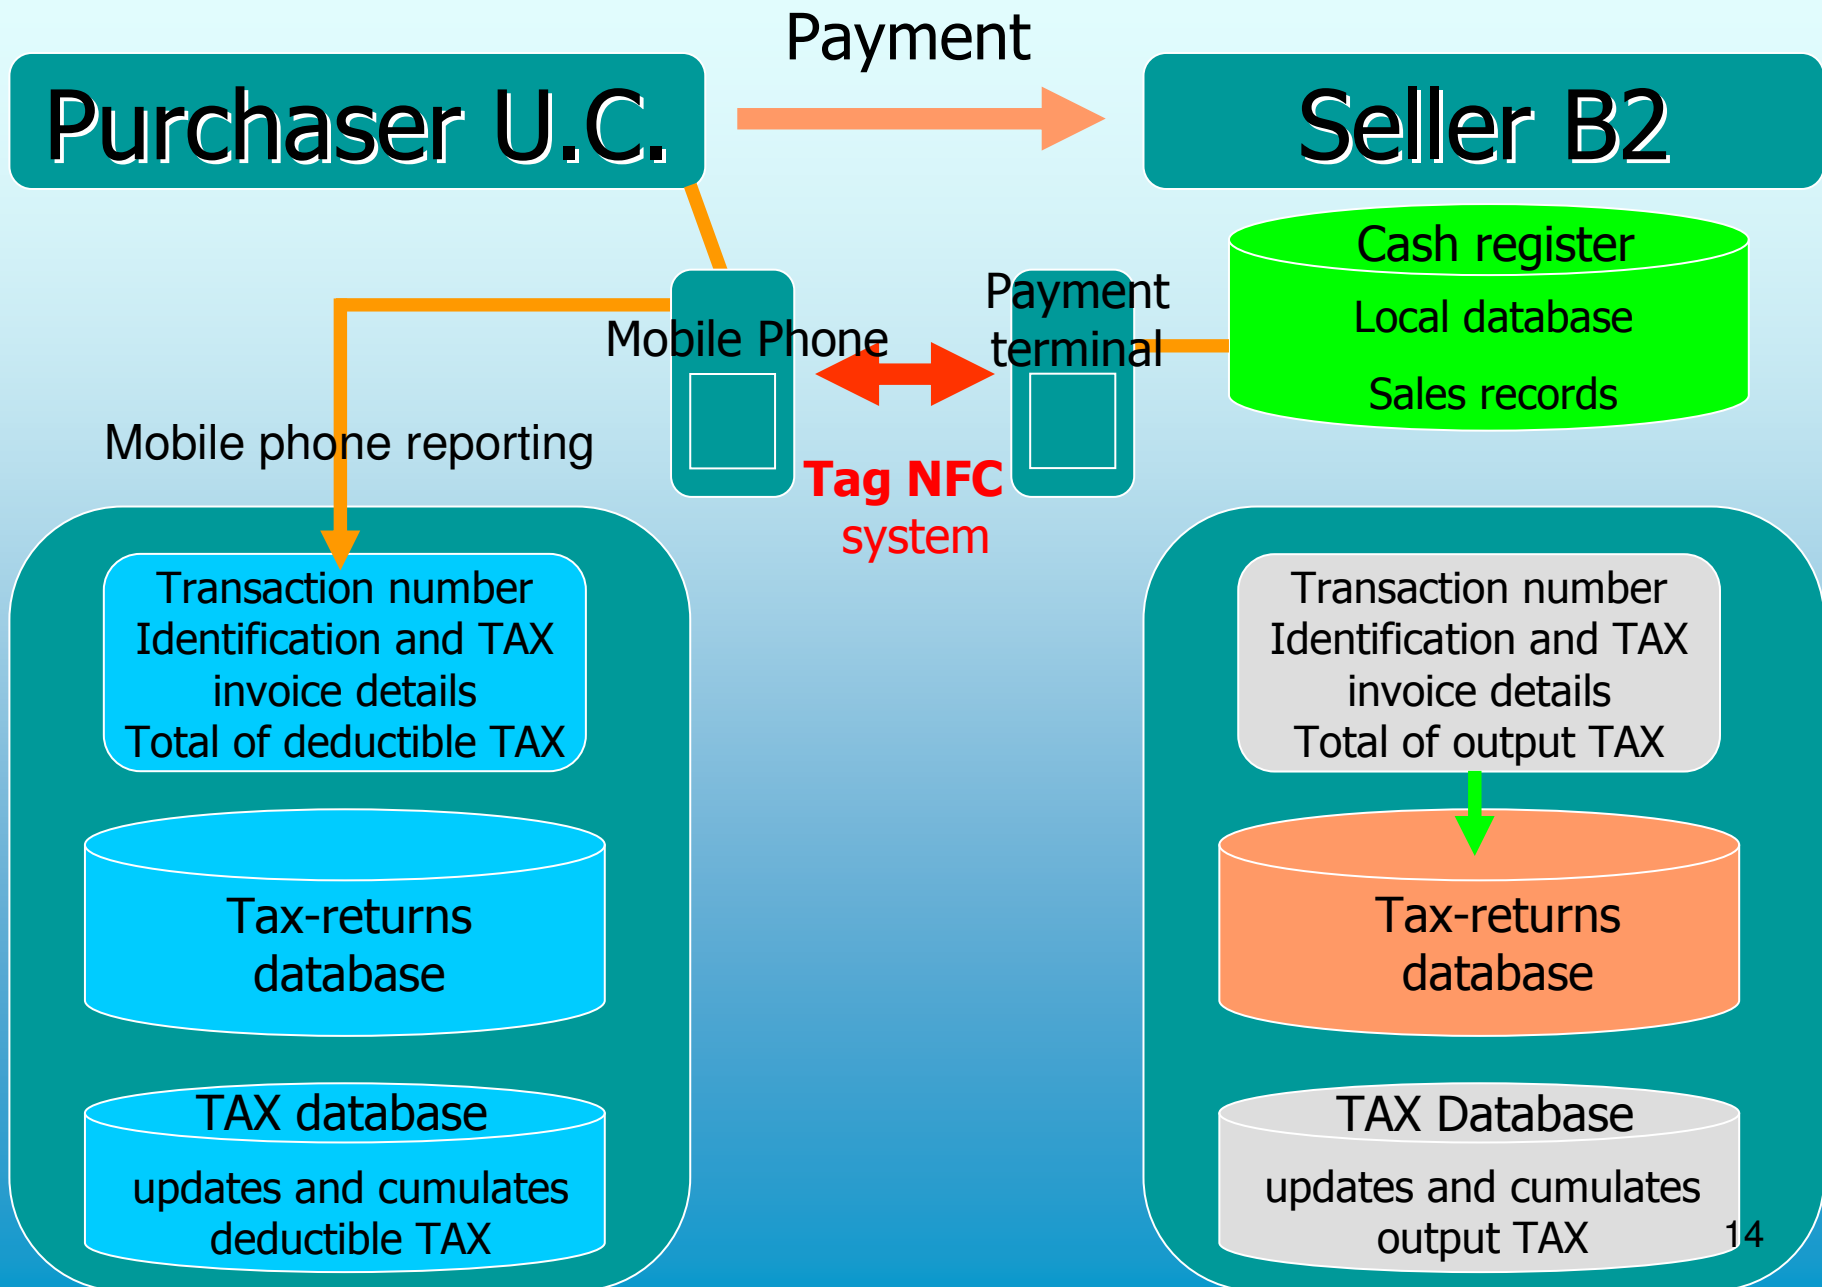 Payment
Purchaser U.C.
Seller B2
Cash register
Local database
Sales records
Payment
terminal
Mobile Phone
Mobile phone reporting
Tag NFC
system
Transaction number
Identification and TAX
invoice details
Total of deductible TAX
Tax-returns
database
TAX database
updates and cumulates
deductible TAX
Transaction number
Identification and TAX
invoice details
Total of output TAX
Tax-returns
database
TAX Database
updates and cumulates
output TAX
14